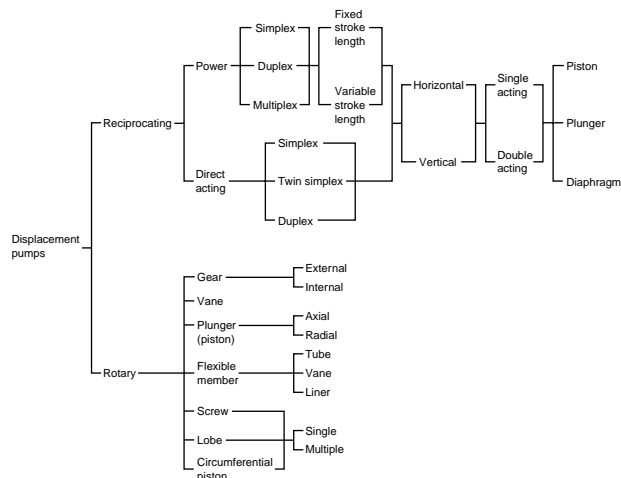 Fixed
stroke
length
Simplex
Power
Duplex
Multiplex
Variable
stroke
length
Reciprocating
Horizontal
Vertical
Single
acting
Double
acting
Piston
Plunger
Diaphragm
Direct
acting
Simplex
Twin simplex
Duplex
Displacement
pumps
Rotary
Gear
External
Internal
Vane
Plunger
(piston)
Axial
Radial
Flexible
member
Tube
Vane
Liner
Screw
Lobe
Circumferential
piston
Single
Multiple